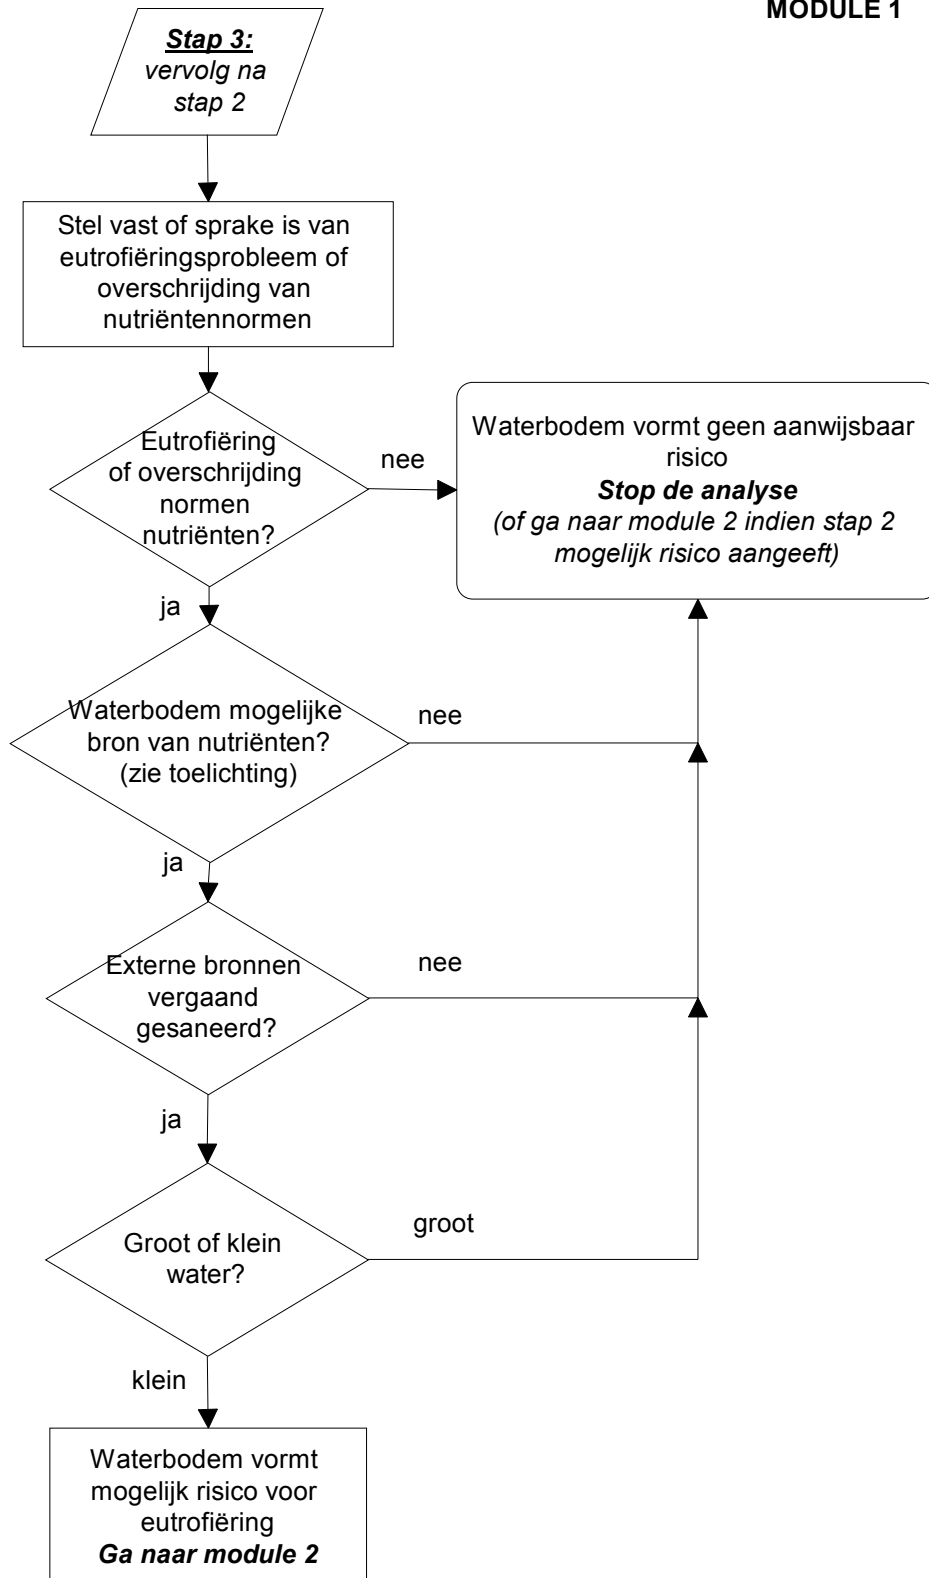 MODULE 1
Stap 3:
vervolg na
stap 2
Stel vast of sprake is van
eutrofiëringsprobleem of
overschrijding van
nutriëntennormen
Eutrofiëring
of overschrijding
normen
nutriënten?
nee
Waterbodem vormt geen aanwijsbaar
risico
Stop de analyse
(of ga naar module 2 indien stap 2
mogelijk risico aangeeft)
ja
Waterbodem mogelijke
bron van nutriënten?
(zie toelichting)
nee
ja
Externe bronnen
vergaand
gesaneerd?
nee
ja
Groot of klein
water?
groot
klein
Waterbodem vormt
mogelijk risico voor
eutrofiëring
Ga naar module 2